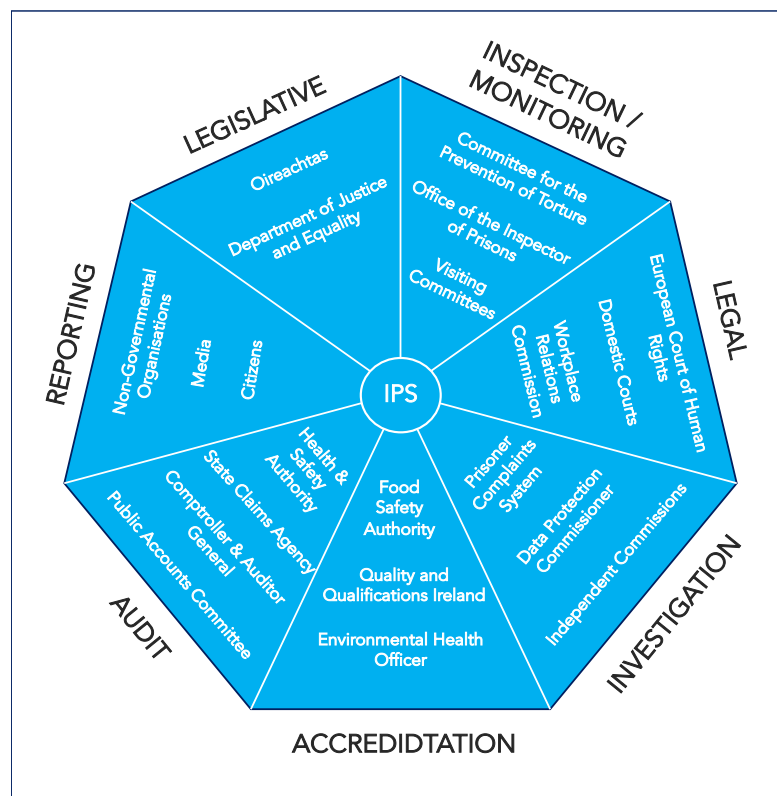 LEGISLATIVE
Oireachtas
Department of Justice
and Equality
INSPECTION /
MONITORING
Committee for the
Prevention of Torture
Office of the Inspector
of Prisons
Visiting
Committees
LEGAL
European Court of Human
Rights
Domestic Courts
Workplace
Relations
Commission
INVESTIGATION
Prisoner
Complaints
System
Data Protection
Commissioner
Independent Commissions
ACCREDIDTATION
Food
Safety
Authority
Quality and
Qualifications Ireland
Environmental Health
Officer
AUDIT
Health &
Safety
Authority
State Claims Agency
Comptroller & Auditor
General
Public Accounts Committee
REPORTING
Non-Governmental
Organisations
Media
Citizens
IPS